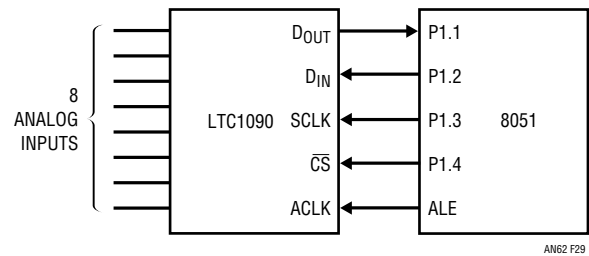 8
ANALOG
INPUTS
LTC1090
DOUT
DIN
SCLK
CS
ACLK
P1.1
P1.2
P1.3
P1.4
ALE
8051
AN62 F29